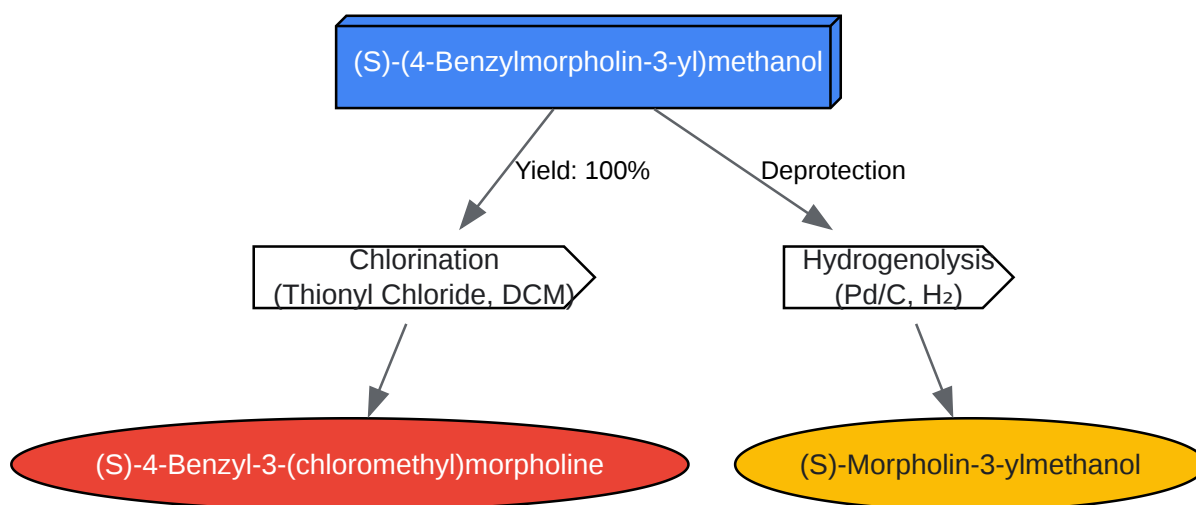 (S)-(4-Benzylmorpholin-3-yl)methanol
Yield: 100%
Deprotection
Chlorination
(Thionyl Chloride, DCM)
Hydrogenolysis
(Pd/C, H₂)
(S)-4-Benzyl-3-(chloromethyl)morpholine
(S)-Morpholin-3-ylmethanol